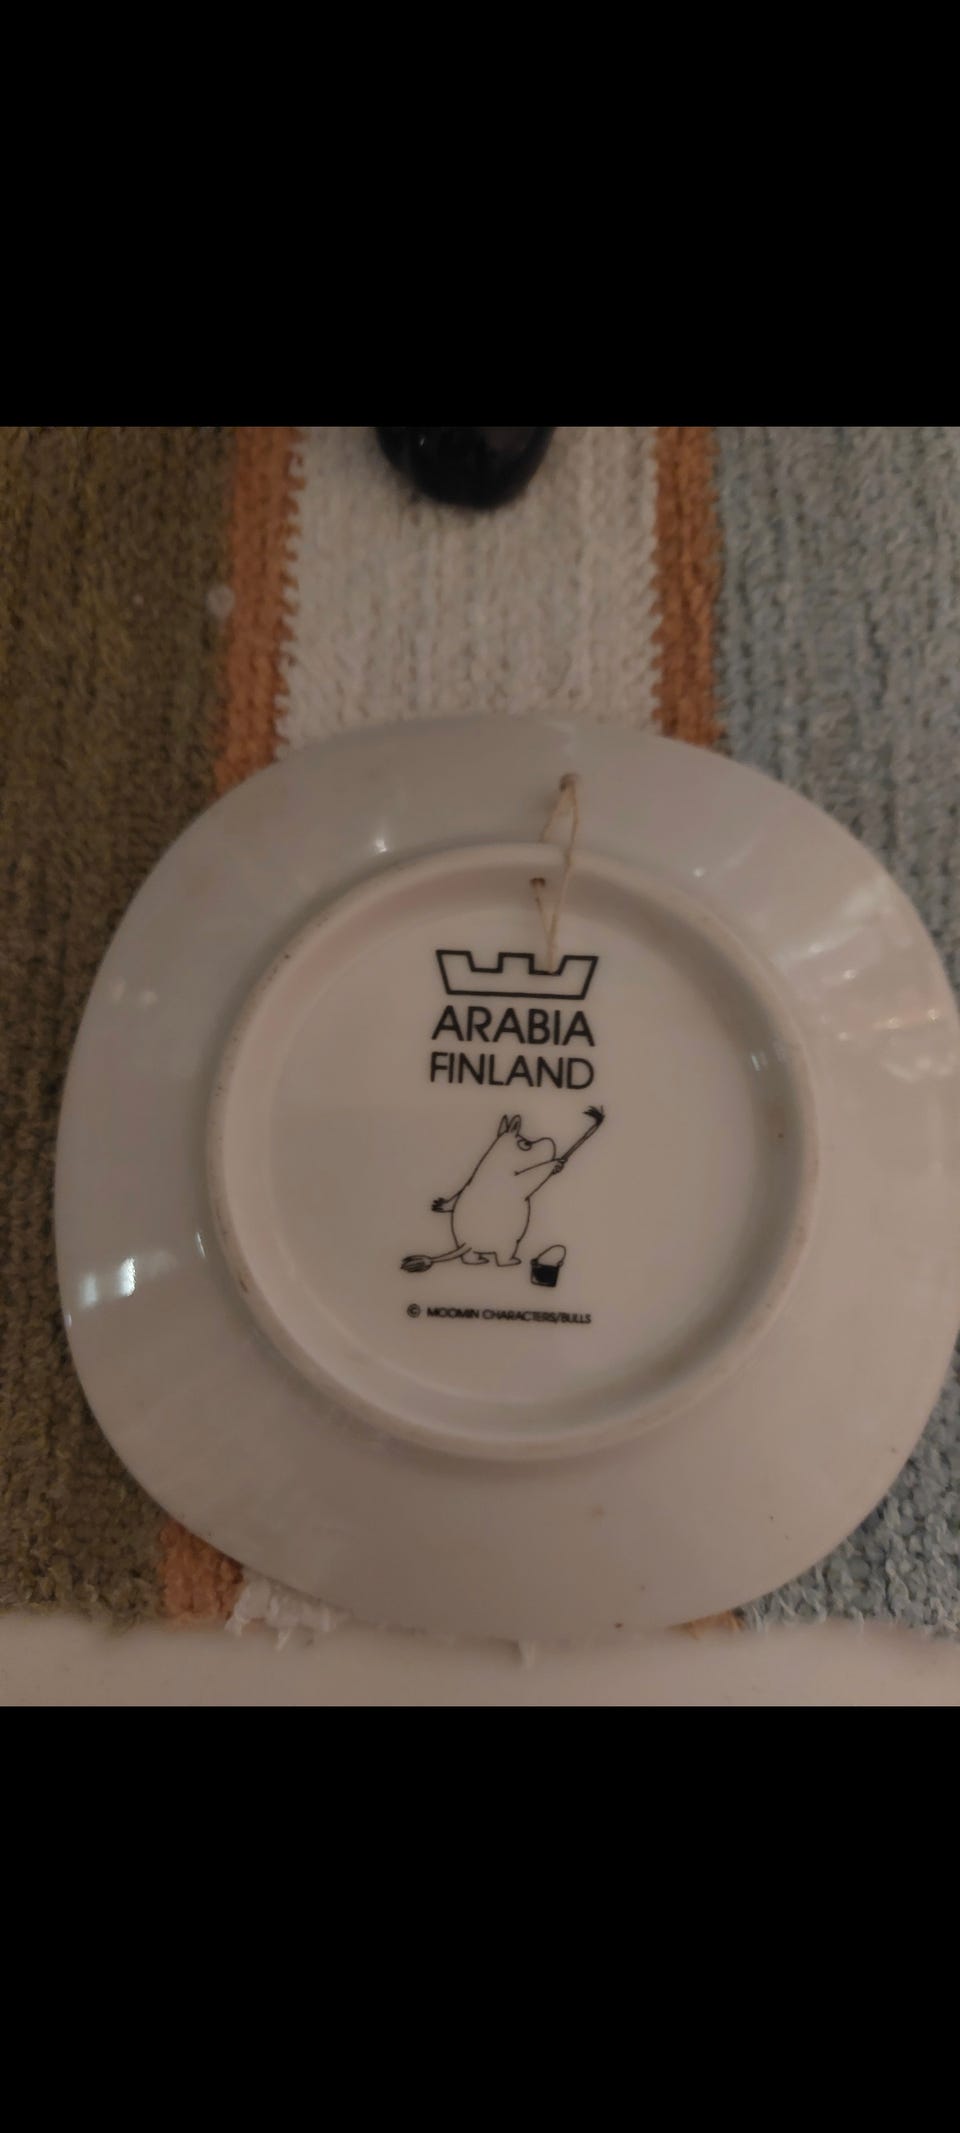 ARABIA
FINLAND
© MOOMIN CHARACTERS/BULLS